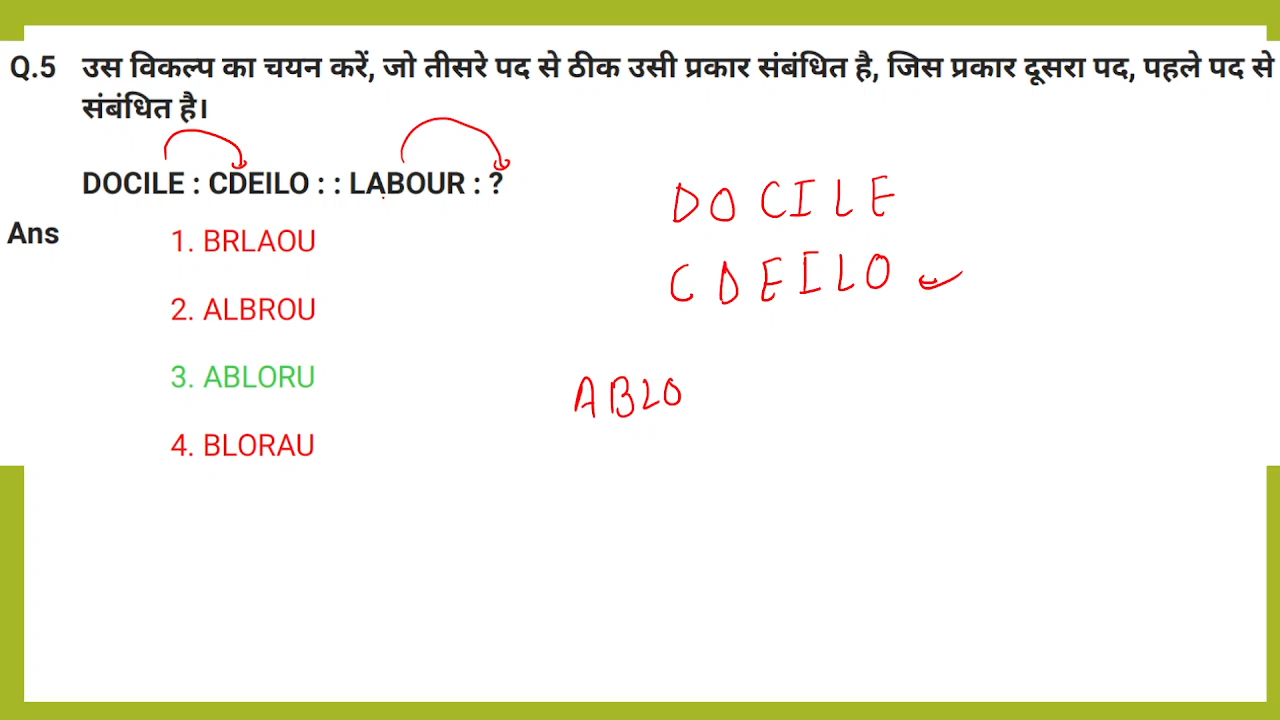 Q.5 उस विकल्प का चयन करें, जो तीसरे पद से ठीक उसी प्रकार संबंधित है, जिस प्रकार दूसरा पद, पहले पद से
संबंधित है।
DOCILE : CDEILO : : LABOUR : ?
Ans
1. BRLAOU
2. ALBROU
3. ABLORU
4. BLORAU
DOCILE
CDEILO
ABLO